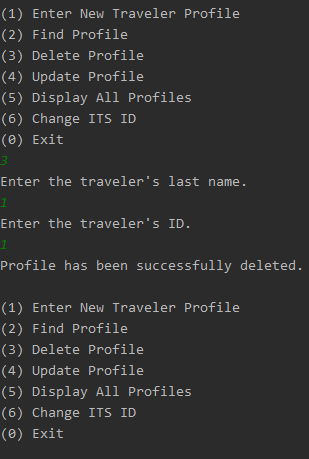 (1) Enter New Traveler Profile
(2) Find Profile
(3) Delete Profile
(4) Update Profile
(5) Display All Profiles
(6) Change ITS ID
(0) Exit
3
Enter the traveler's last name.
1
Enter the traveler's ID.
1
Profile has been successfully deleted.
(1) Enter New Traveler Profile
(2) Find Profile
(3) Delete Profile
(4) Update Profile
(5) Display All Profiles
(6) Change ITS ID
(0) Exit